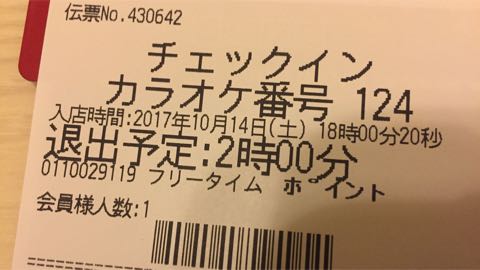 伝票No.430642
チェックイン
カラオケ番号 124
入店時間:2017年10月14日(土) 18時00分20秒
退出予定:2時00分
0110029119 フリータイム ポイント
会員様人数:1